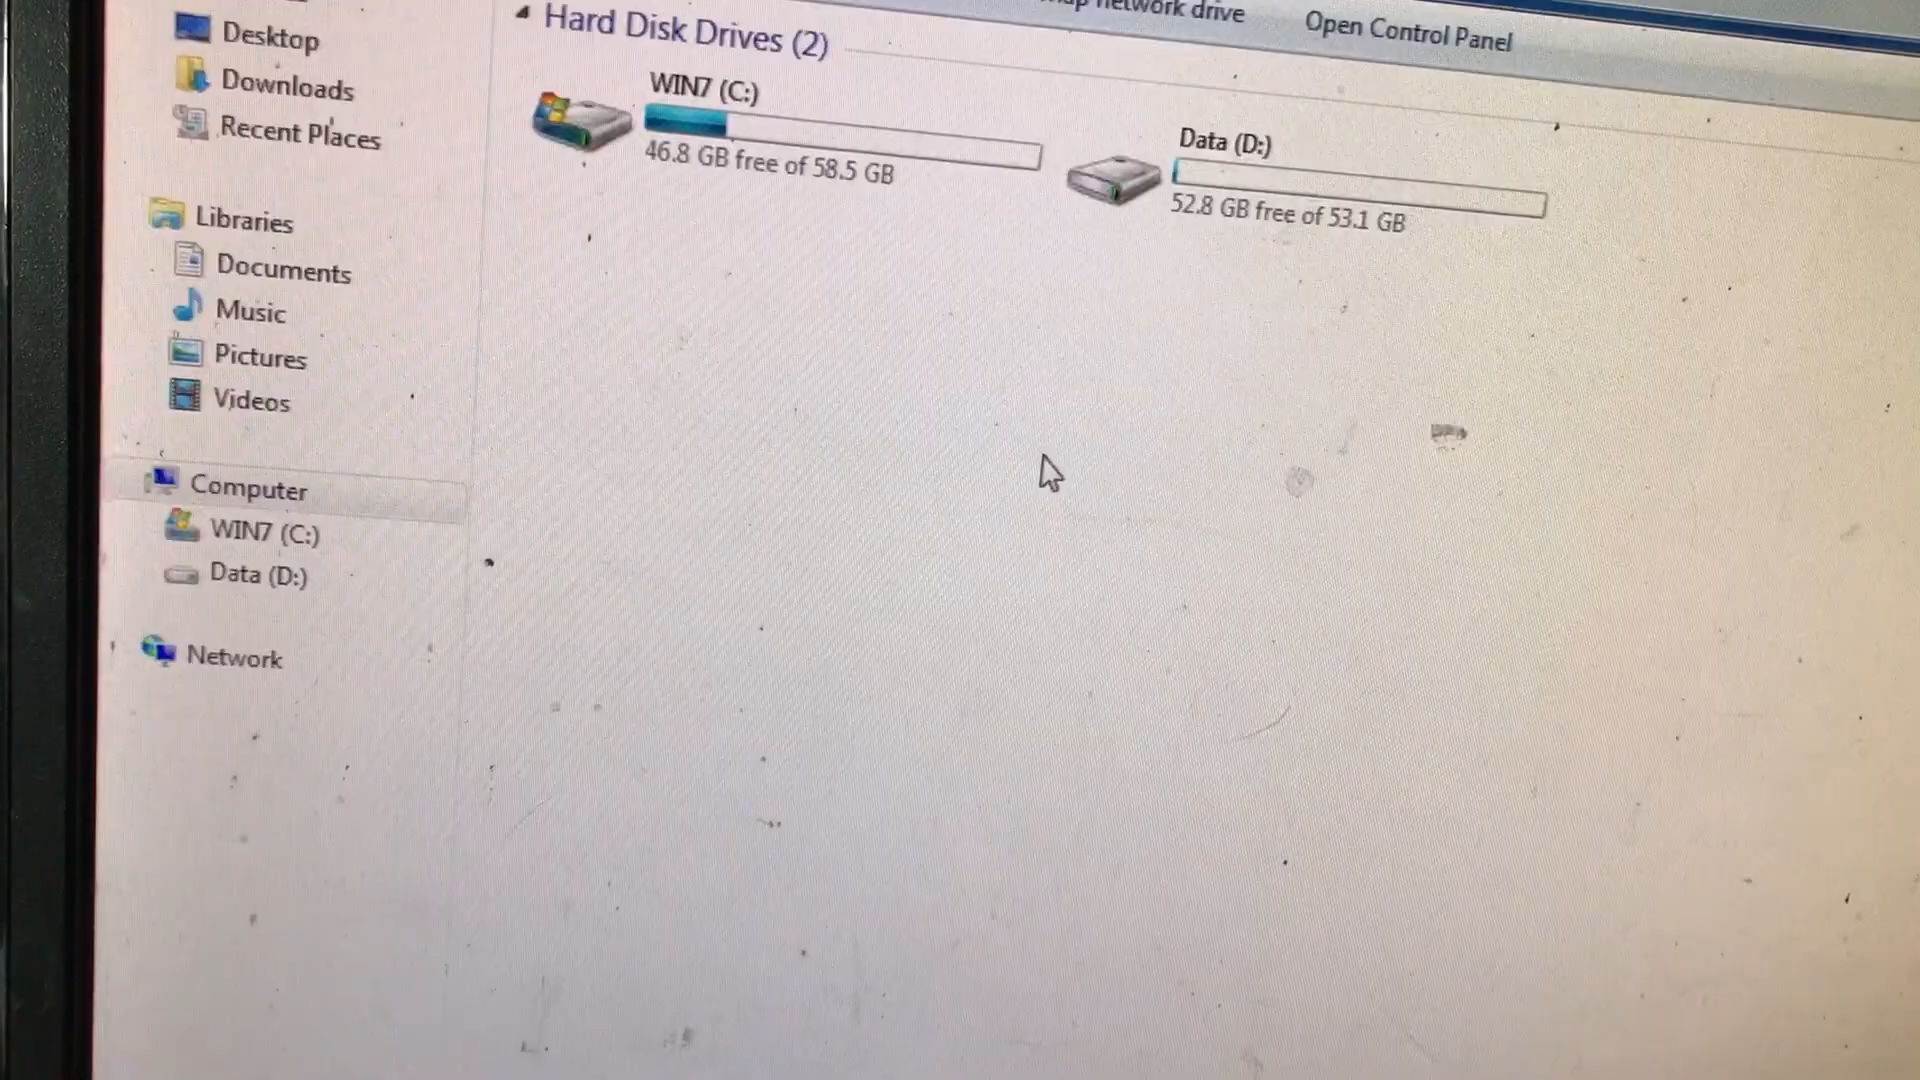 network drive
Open Control Panel
Desktop
Downloads
Recent Places
Libraries
Documents
Music
Pictures
Videos
Computer
WIN7 (C:)
Data (D:)
Network
Hard Disk Drives (2)
WIN7 (C:)
46.8 GB free of 58.5 GB
Data (D:)
52.8 GB free of 53.1 GB